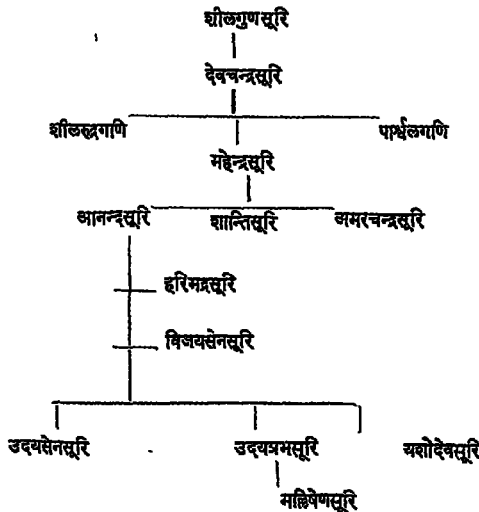 शीलगुणसूरि
देवचन्द्रसूरि
शीलरुद्रगणि पार्श्वलगणि
महेन्द्रसूरि
आनन्दसूरि शान्तिसूरि अमरचन्द्रसूरि
हरिभद्रसूरि
विजयसेनसूरि
उदयसेनसूरि उदयप्रभसूरि यशोदेवसूरि
मल्लिषेणसूरि